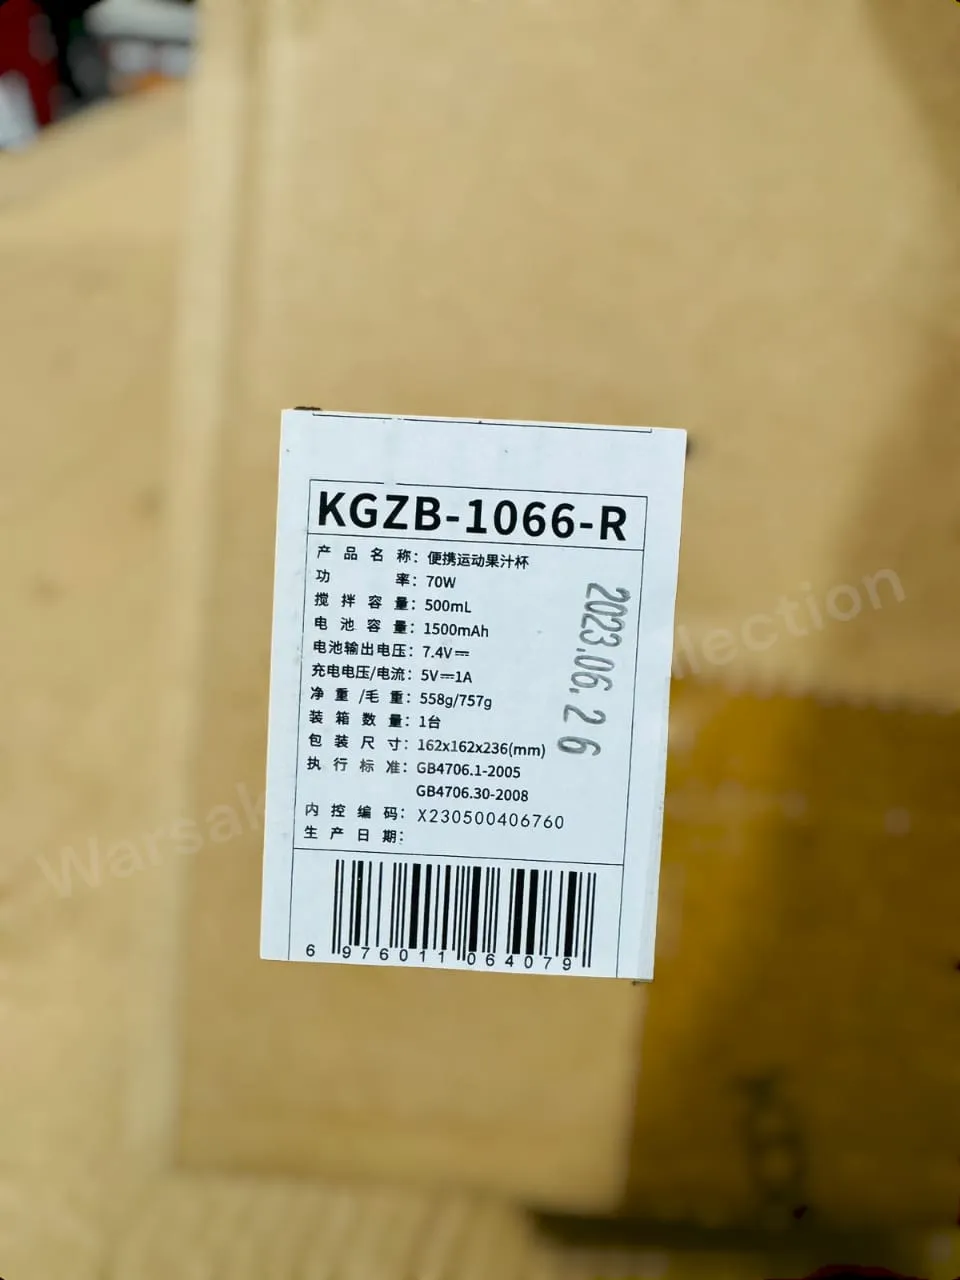 KGZB-1066-R
产品名称：便携运动果汁杯
功率：70W
搅拌容量：500mL
电池容量：1500mAh
电池输出电压：7.4V⎓
充电电压/电流：5V⎓1A
净重/毛重：558g/757g
装箱数量：1台
包装尺寸：162x162x236(mm)
执行标准：GB4706.1-2005
GB4706.30-2008
内控编码：X230500406760
生产日期：
2023.06.26
6976011064079